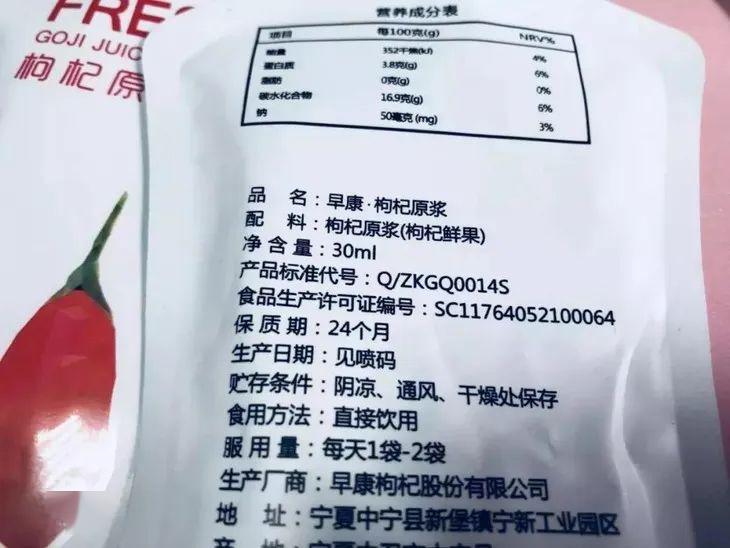 FRES
GOJI JUIC
枸杞原
营养成分表
项目 每100克(g) NRV%
能量 352千焦(kJ) 4%
蛋白质 3.8克(g) 6%
脂肪 0克(g) 0%
碳水化合物 16.9克(g) 6%
钠 50毫克(mg) 3%
品 名：早康·枸杞原浆
配 料：枸杞原浆(枸杞鲜果)
净含量：30ml
产品标准代号：Q/ZKGQ0014S
食品生产许可证编号：SC11764052100064
保质期：24个月
生产日期：见喷码
贮存条件：阴凉、通风、干燥处保存
食用方法：直接饮用
服用量：每天1袋-2袋
生产厂商：早康枸杞股份有限公司
地 址：宁夏中宁县新堡镇宁新工业园区